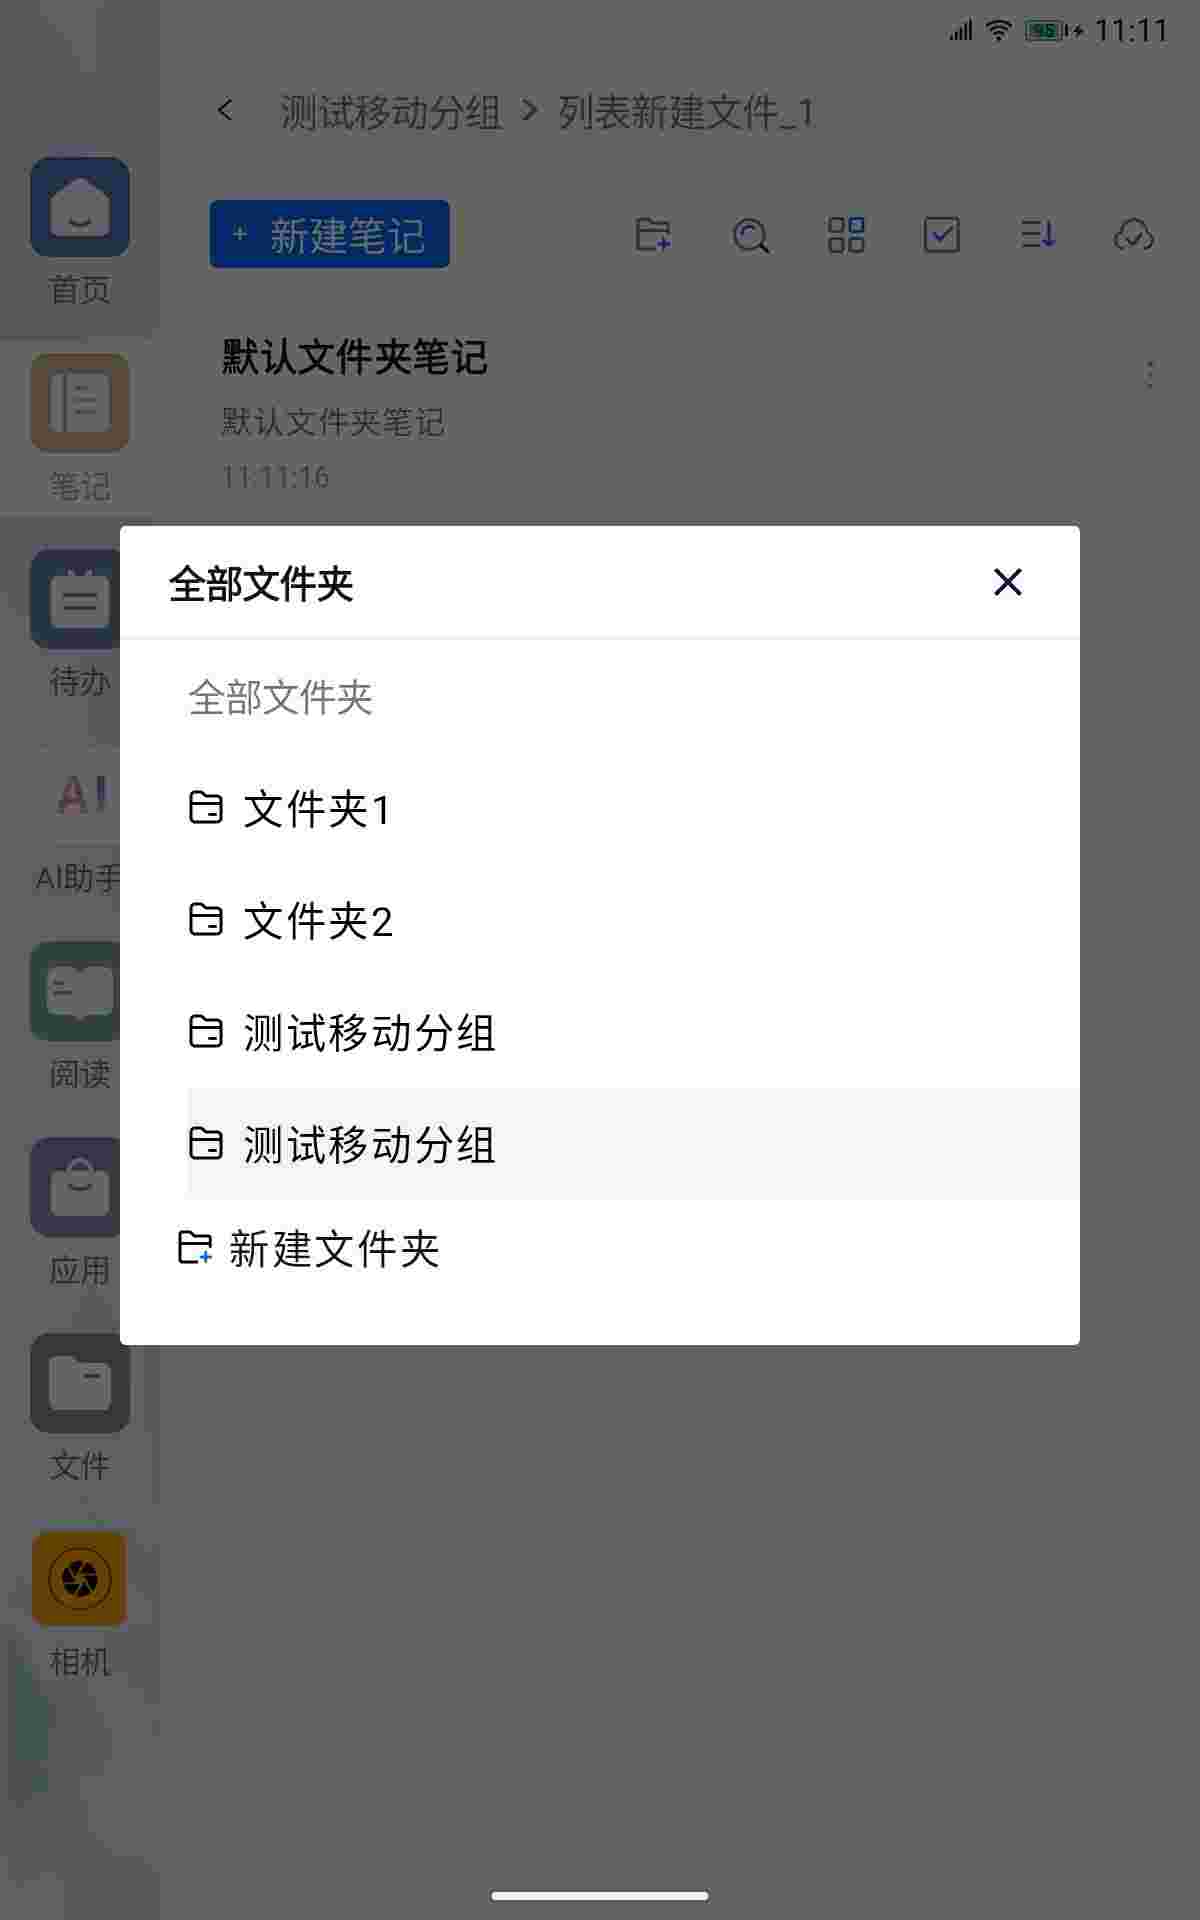 95 11:11
测试移动分组 > 列表新建文件_1
+ 新建笔记
首页
默认文件夹笔记
默认文件夹笔记
11:11:16
笔记
全部文件夹
全部文件夹
文件夹1
文件夹2
测试移动分组
测试移动分组
新建文件夹
待办
AI
AI助手
阅读
应用
文件
相机